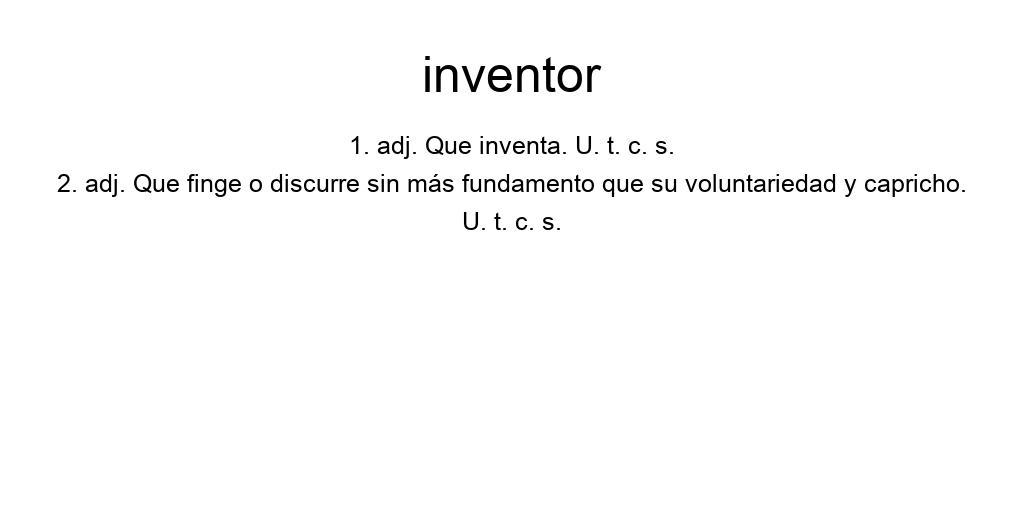 inventor
1. adj. Que inventa. U. t. c. s.
2. adj. Que finge o discurre sin más fundamento que su voluntariedad y capricho.
U. t. c. s.